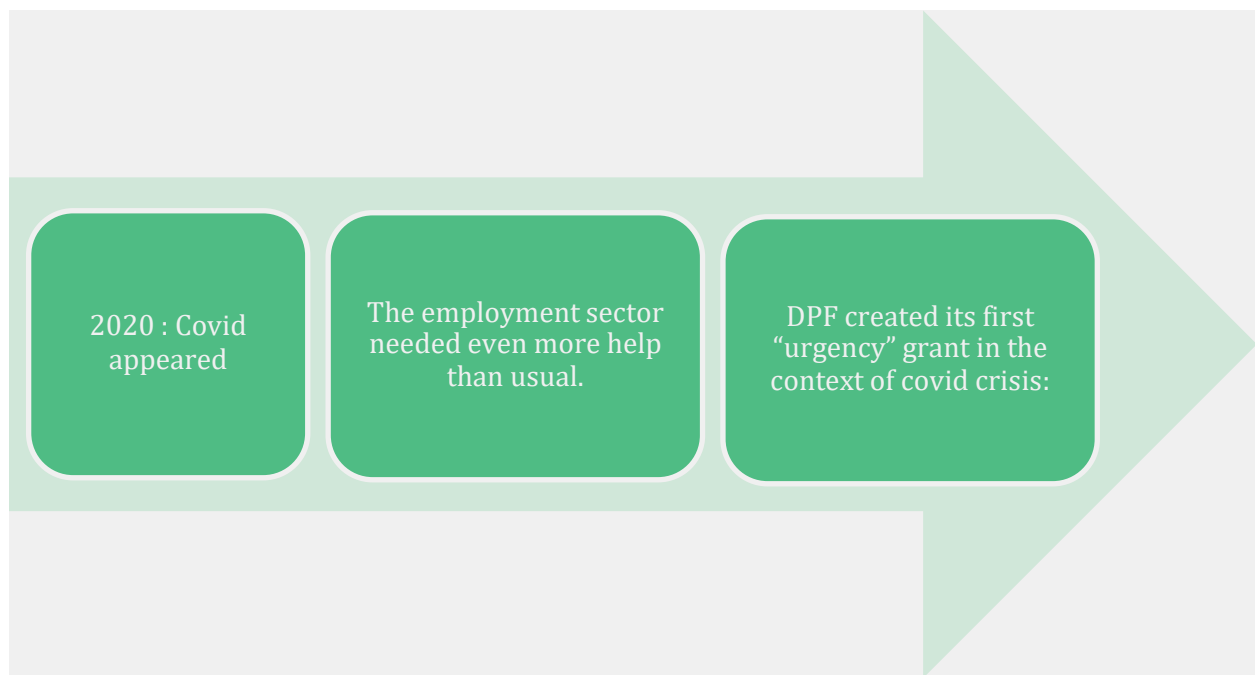 2020 : Covid
appeared
The employment sector
needed even more help
than usual.
DPF created its first
“urgency” grant in the
context of covid crisis: